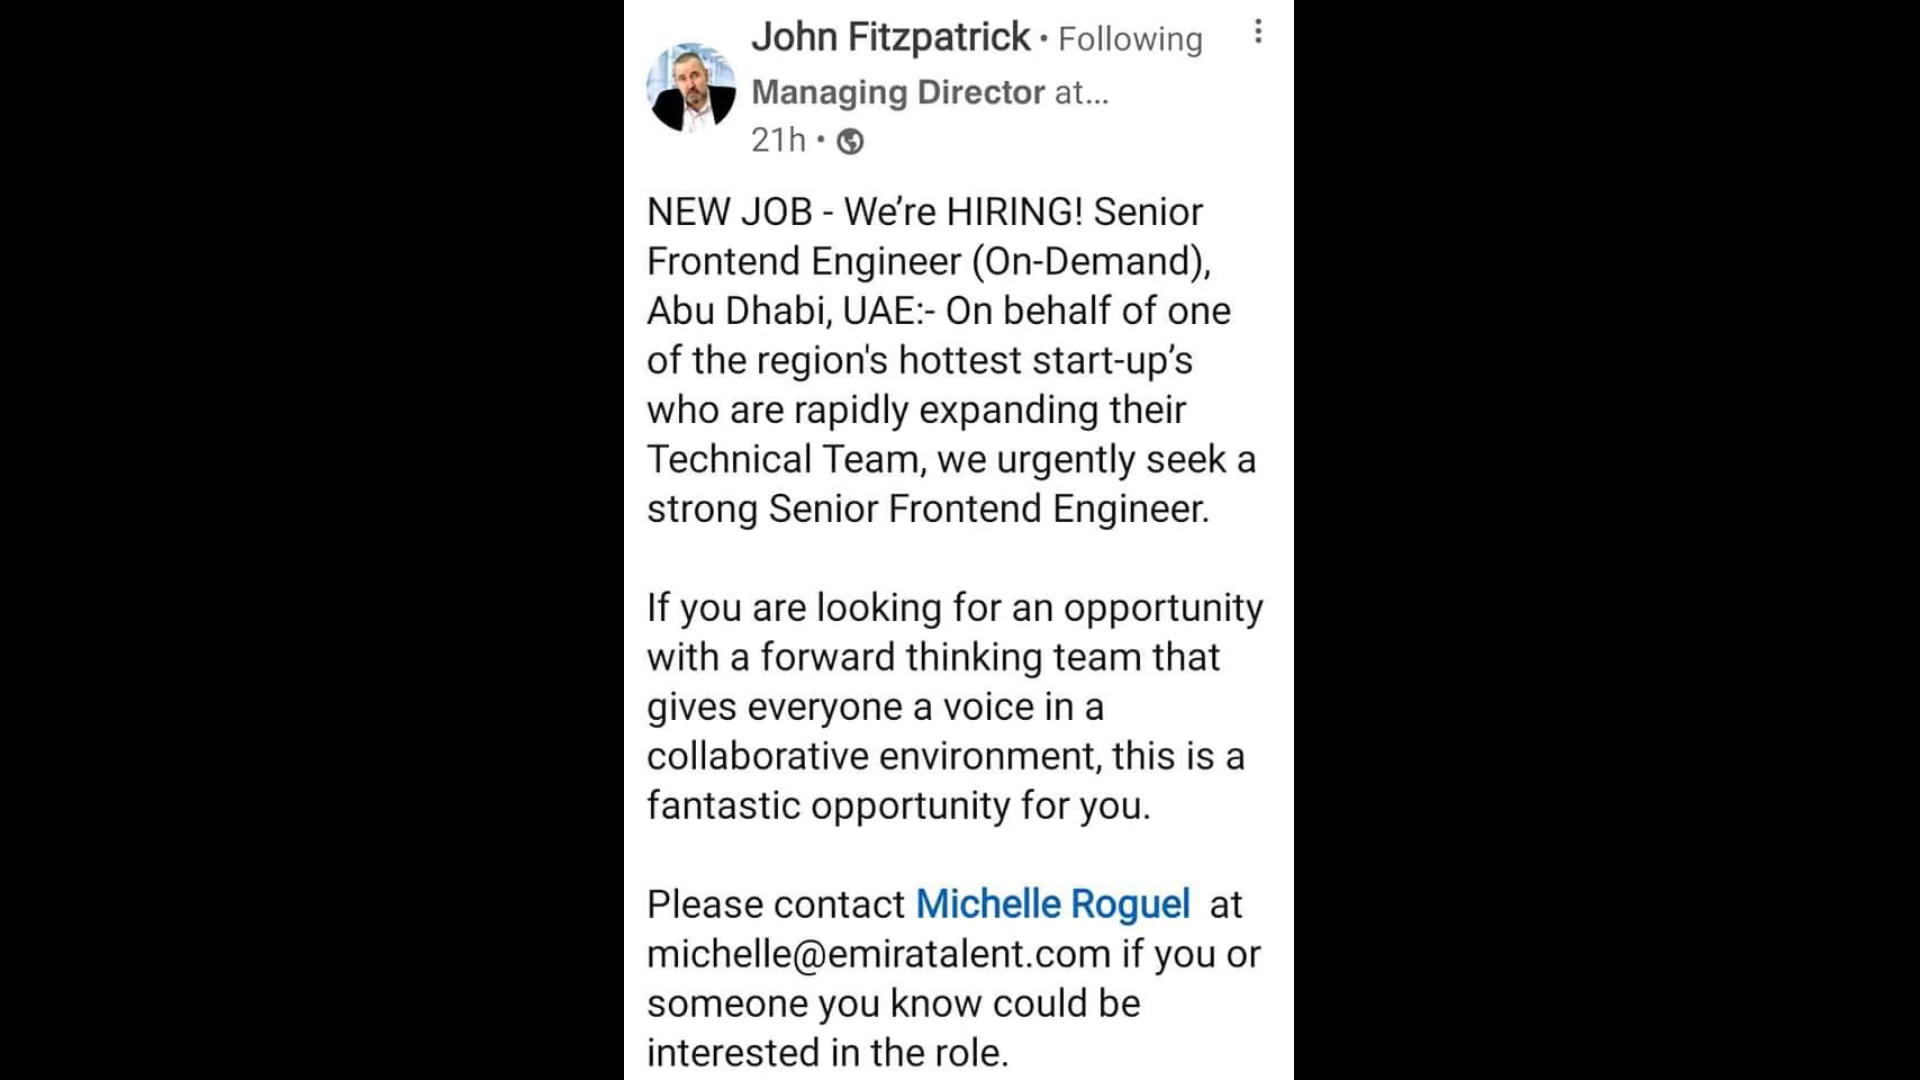 John Fitzpatrick • Following
Managing Director at...
21h •
NEW JOB - We’re HIRING! Senior
Frontend Engineer (On-Demand),
Abu Dhabi, UAE:- On behalf of one
of the region's hottest start-up’s
who are rapidly expanding their
Technical Team, we urgently seek a
strong Senior Frontend Engineer.
If you are looking for an opportunity
with a forward thinking team that
gives everyone a voice in a
collaborative environment, this is a
fantastic opportunity for you.
Please contact Michelle Roguel at
michelle@emiratalent.com if you or
someone you know could be
interested in the role.